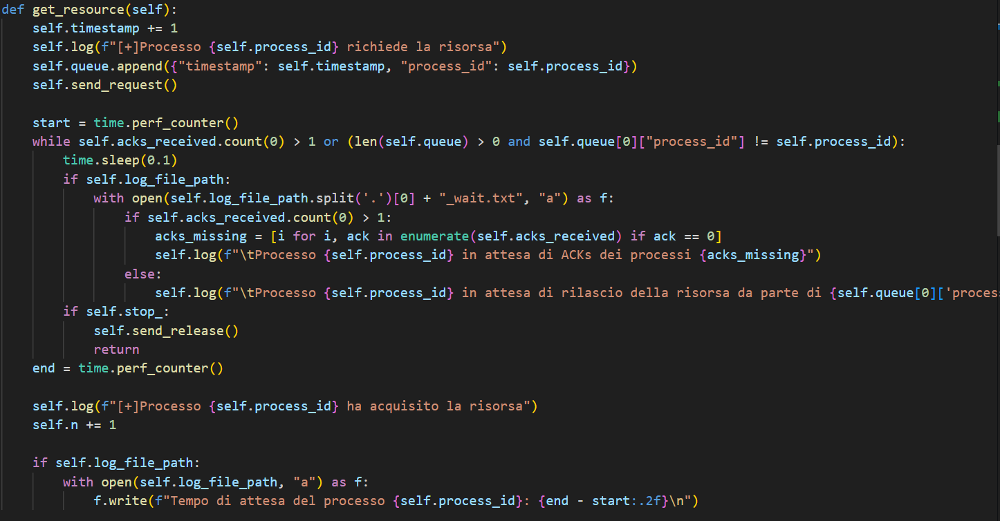 def get_resource(self):
    self.timestamp += 1
    self.log(f"[+]Processo {self.process_id} richiede la risorsa")
    self.queue.append({"timestamp": self.timestamp, "process_id": self.process_id})
    self.send_request()

    start = time.perf_counter()
    while self.acks_received.count(0) > 1 or (len(self.queue) > 0 and self.queue[0]["process_id"] != self.process_id):
        time.sleep(0.1)
        if self.log_file_path:
            with open(self.log_file_path.split('.')[0] + "_wait.txt", "a") as f:
                if self.acks_received.count(0) > 1:
                    acks_missing = [i for i, ack in enumerate(self.acks_received) if ack == 0]
                    self.log(f"\tProcesso {self.process_id} in attesa di ACKs dei processi {acks_missing}")
                else:
                    self.log(f"\tProcesso {self.process_id} in attesa di rilascio della risorsa da parte di {self.queue[0]['proces
        if self.stop_:
            self.send_release()
            return
    end = time.perf_counter()

    self.log(f"[+]Processo {self.process_id} ha acquisito la risorsa")
    self.n += 1

    if self.log_file_path:
        with open(self.log_file_path, "a") as f:
            f.write(f"Tempo di attesa del processo {self.process_id}: {end - start:.2f}\n")